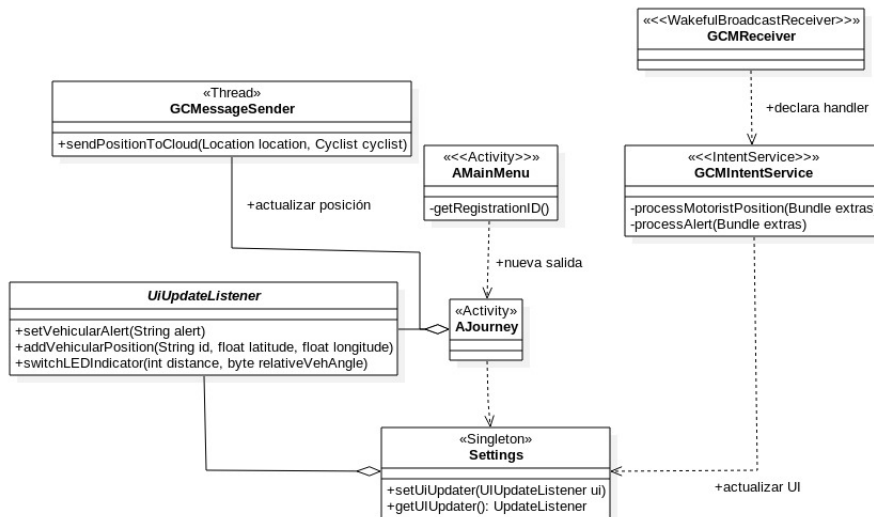 «<<WakefulBroadcastReceiver>>»
GCMReceiver
+declara handler
«Thread»
GCMessageSender
+sendPositionToCloud(Location location, Cyclist cyclist)
«<<Activity>>»
AMainMenu
-getRegistrationID()
«<<IntentService>>»
GCMIntentService
-processMotoristPosition(Bundle extras)
-processAlert(Bundle extras)
+actualizar posición
+nueva salida
UiUpdateListener
+setVehicularAlert(String alert)
+addVehicularPosition(String id, float latitude, float longitude)
+switchLEDIndicator(int distance, byte relativeVehAngle)
«Activity»
AJourney
«Singleton»
Settings
+setUiUpdater(UIUpdateListener ui)
+getUIUpdater(): UpdateListener
+actualizar UI